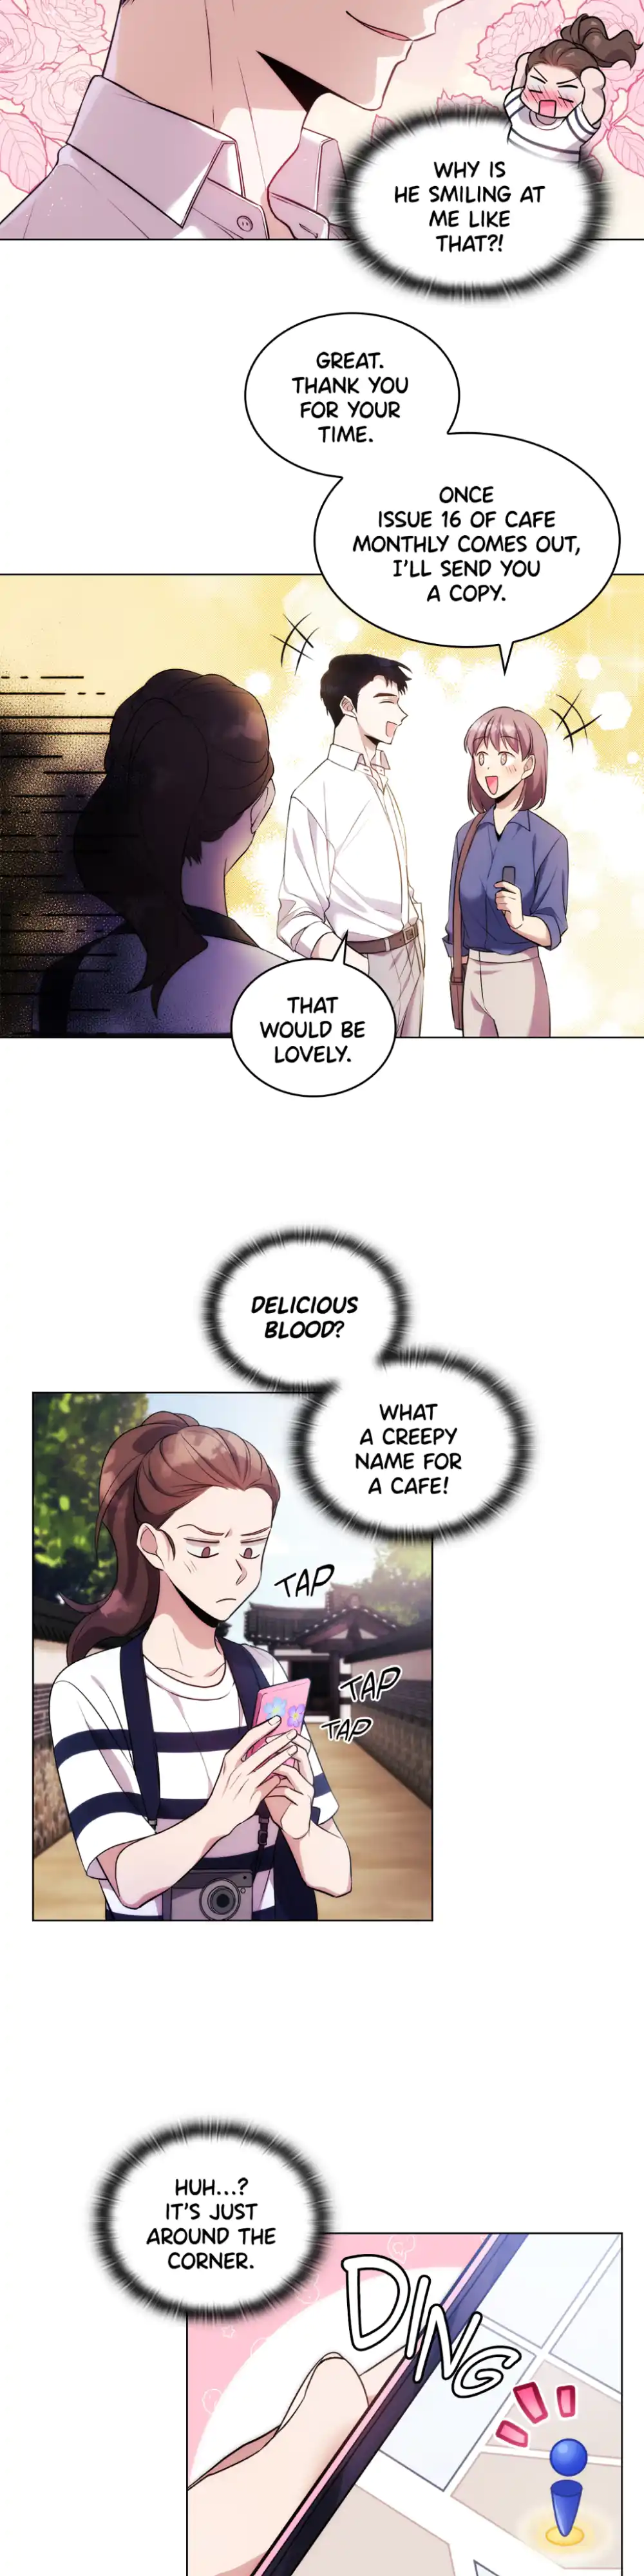 WHY IS
HE SMILING AT
ME LIKE
THAT?!
GREAT.
THANK YOU
FOR YOUR
TIME.
ONCE
ISSUE 16 OF CAFE
MONTHLY COMES OUT,
I'LL SEND YOU
A COPY.
THAT
WOULD BE
LOVELY.
DELICIOUS
BLOOD?
WHAT
A CREEPY
NAME FOR
A CAFE!
TAP
TAP
TAP
HUH...?
IT'S JUST
AROUND THE
CORNER.
DING